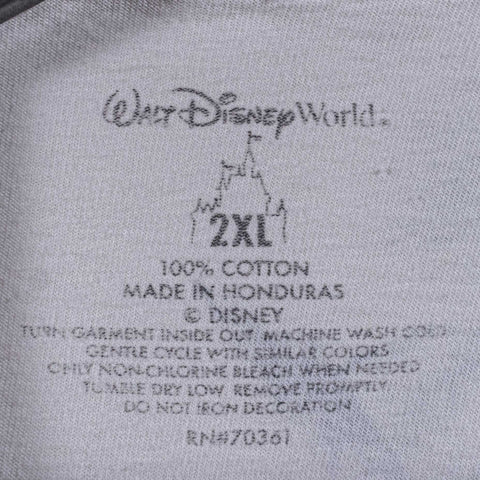 Walt Disney World®
2XL
100% COTTON
MADE IN HONDURAS
© DISNEY
TURN GARMENT INSIDE OUT. MACHINE WASH COLD
GENTLE CYCLE WITH SIMILAR COLORS
ONLY NON-CHLORINE BLEACH WHEN NEEDED
TUMBLE DRY LOW. REMOVE PROMPTLY
DO NOT IRON DECORATION
RN#70361